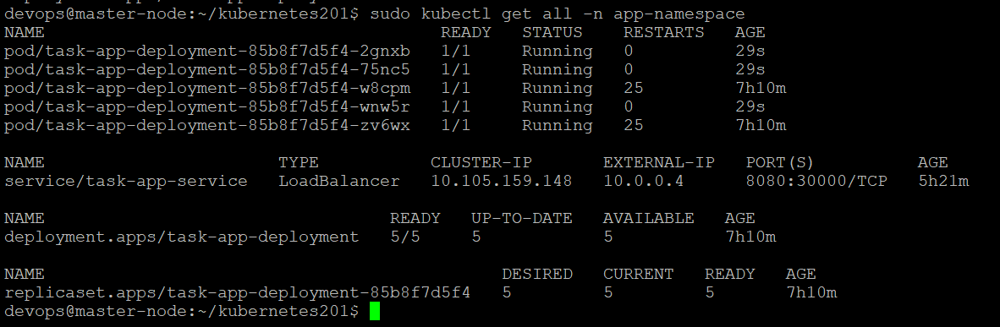 devops@master-node:~/kubernetes201$ sudo kubectl get all -n app-namespace
NAME READY STATUS RESTARTS AGE
pod/task-app-deployment-85b8f7d5f4-2gnxb 1/1 Running 0 29s
pod/task-app-deployment-85b8f7d5f4-75nc5 1/1 Running 0 29s
pod/task-app-deployment-85b8f7d5f4-w8cpm 1/1 Running 25 7h10m
pod/task-app-deployment-85b8f7d5f4-wnw5r 1/1 Running 0 29s
pod/task-app-deployment-85b8f7d5f4-zv6wx 1/1 Running 25 7h10m
NAME TYPE CLUSTER-IP EXTERNAL-IP PORT(S) AGE
service/task-app-service LoadBalancer 10.105.159.148 10.0.0.4 8080:30000/TCP 5h21m
NAME READY UP-TO-DATE AVAILABLE AGE
deployment.apps/task-app-deployment 5/5 5 5 7h10m
NAME DESIRED CURRENT READY AGE
replicaset.apps/task-app-deployment-85b8f7d5f4 5 5 5 7h10m
devops@master-node:~/kubernetes201$